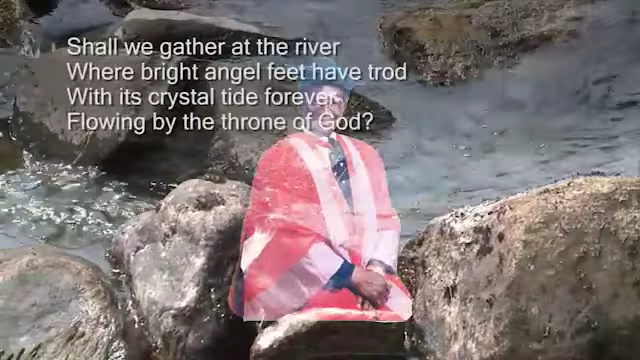 Shall we gather at the river
Where bright angel feet have trod
With its crystal tide forever
Flowing by the throne of God?